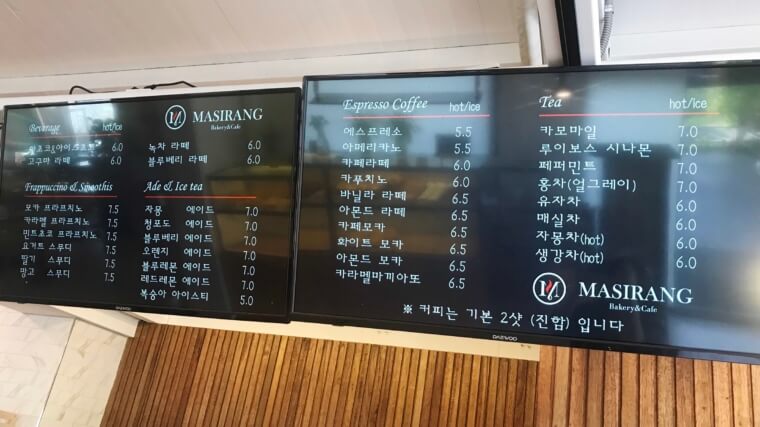 MASIRANG
Bakery&Cafe
Beverage hot/ice
6.0
고구마 라떼 6.0
녹차 라떼 6.0
블루베리 라떼 6.0
Frappuccino & Smoothis
모카 프라프치노 7.5
카라멜 프라프치노 7.5
민트초코 프라프치노 7.5
요거트 스무디 7.5
딸기 스무디 7.5
망고 스무디 7.5
Ade & Ice tea
자몽 에이드 7.0
청포도 에이드 7.0
블루베리 에이드 7.0
오렌지 에이드 7.0
블루레몬 에이드 7.0
레드레몬 에이드 7.0
복숭아 아이스티 5.0
DAEWOO
Espresso Coffee hot/ice
에스프레소 5.5
아메리카노 5.5
카페라떼 6.0
카푸치노 6.0
바닐라 라떼 6.5
아몬드 라떼 6.5
카페모카 6.5
화이트 모카 6.5
아몬드 모카 6.5
카라멜마끼아또 6.5
Tea hot/ice
카모마일 7.0
루이보스 시나몬 7.0
페퍼민트 7.0
홍차(얼그레이) 7.0
유자차 6.0
매실차 6.0
자몽차(hot) 6.0
생강차(hot) 6.0
MASIRANG
Bakery&Cafe
※ 커피는 기본 2샷 (진함) 입니다
DAEWOO